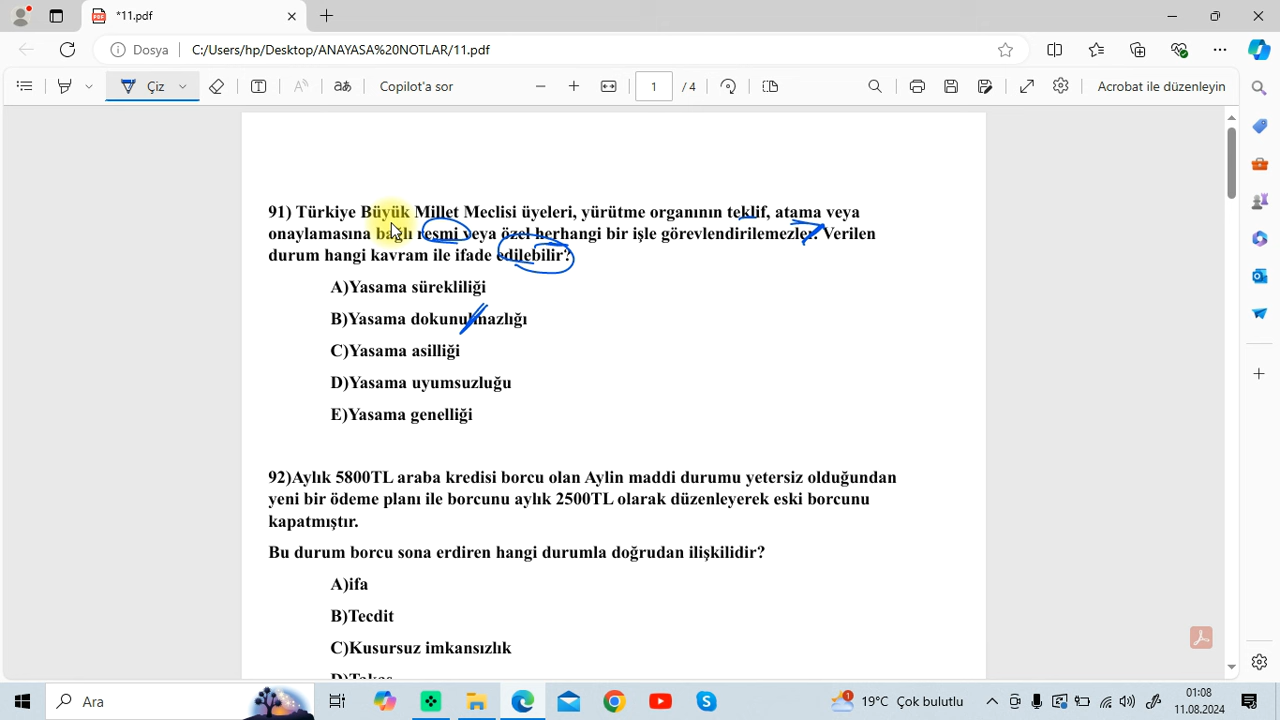 *11.pdf
Dosya C:/Users/hp/Desktop/ANAYASA%20NOTLAR/11.pdf
Çiz aあ Copilot'a sor 1 / 4 Acrobat ile düzenleyin
91) Türkiye Büyük Millet Meclisi üyeleri, yürütme organının teklif, atama veya
onaylamasına bağlı resmi veya özel herhangi bir işle görevlendirilemezler. Verilen
durum hangi kavram ile ifade edilebilir?
A)Yasama sürekliliği
B)Yasama dokunulmazlığı
C)Yasama asilliği
D)Yasama uyumsuzluğu
E)Yasama genelliği
92)Aylık 5800TL araba kredisi borcu olan Aylin maddi durumu yetersiz olduğundan
yeni bir ödeme planı ile borcunu aylık 2500TL olarak düzenleyerek eski borcunu
kapatmıştır.
Bu durum borcu sona erdiren hangi durumla doğrudan ilişkilidir?
A)ifa
B)Tecdit
C)Kusursuz imkansızlık
D)Takas
Ara 1 19°C Çok bulutlu 01:08
11.08.2024